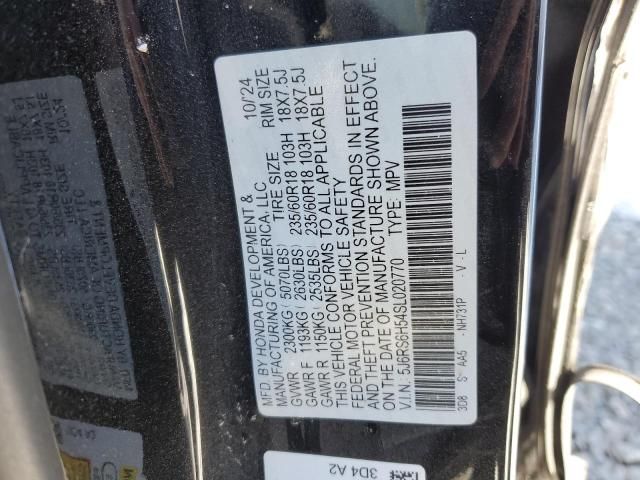 MANUFACTURED BY HONDA DEVELOPMENT & 10/24
MANUFACTURING OF AMERICA, LLC
TIRE SIZE RIM SIZE
GVWR 2300KG (5070LBS)
GAWR F 1193KG (2630LBS) 235/60R18 103H 18X7.5J
GAWR R 1150KG (2535LBS) 235/60R18 103H 18X7.5J
THIS VEHICLE CONFORMS TO ALL APPLICABLE
FEDERAL MOTOR VEHICLE SAFETY
AND THEFT PREVENTION STANDARDS IN EFFECT
ON THE DATE OF MANUFACTURE SHOWN ABOVE.
V.I.N.: 5J6RS6H54SL020770 TYPE: MPV
3D8 S - AA5 - NH731P - V - L
3D4 A2